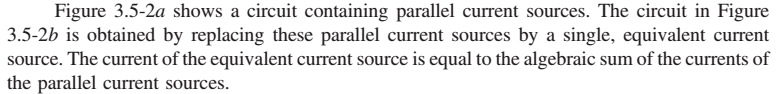 Figure 3.5-2a shows a circuit containing parallel current sources. The circuit in Figure
3.5-2b is obtained by replacing these parallel current sources by a single, equivalent current
source. The current of the equivalent current source is equal to the algebraic sum of the currents of
the parallel current sources.